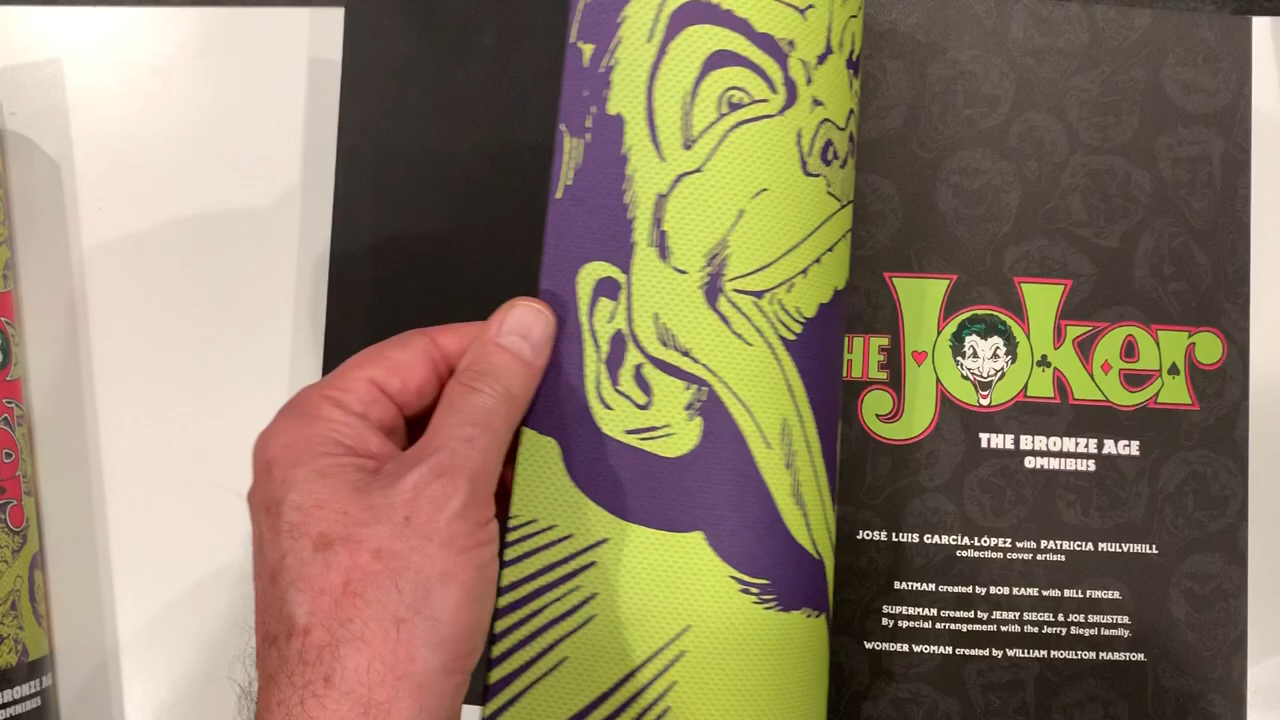 THE JOKER
THE BRONZE AGE
OMNIBUS
JOSÉ LUIS GARCÍA-LÓPEZ with PATRICIA MULVIHILL
collection cover artists
BATMAN created by BOB KANE with BILL FINGER.
SUPERMAN created by JERRY SIEGEL & JOE SHUSTER.
By special arrangement with the Jerry Siegel family.
WONDER WOMAN created by WILLIAM MOULTON MARSTON.
BRONZE AG
OMNIBUS